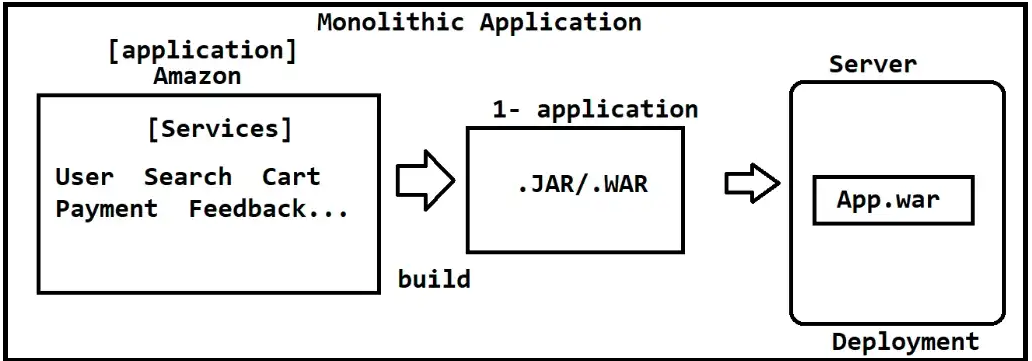 Monolithic Application
[application]
Amazon
[Services]
User Search Cart
Payment Feedback...
build
1- application
.JAR/.WAR
Server
App.war
Deployment